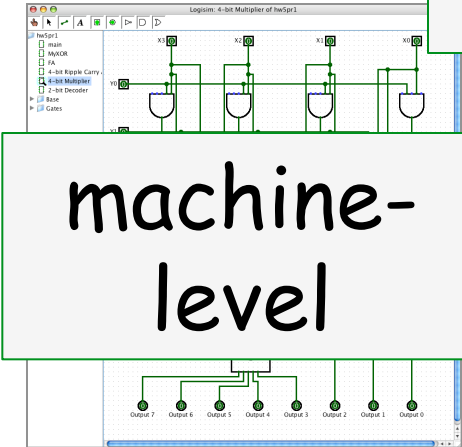 Logisim: 4-bit Multiplier of hw5pr1
hw5pr1
main
MyXOR
FA
4-bit Ripple Carry
4-bit Multiplier
2-bit Decoder
Base
Gates
X3 X2 X1 X0
Y0
machine-
level
Output 7 Output 6 Output 5 Output 4 Output 3 Output 2 Output 1 Output 0